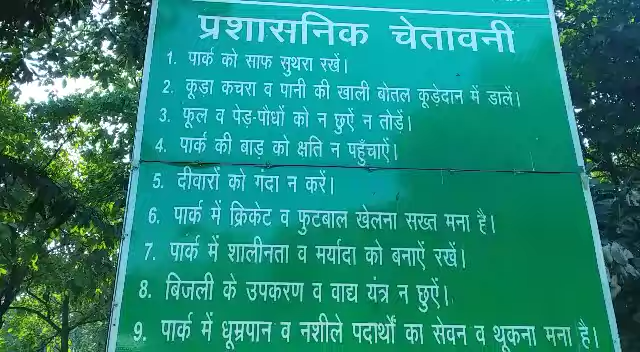 प्रशासनिक चेतावनी
1. पार्क को साफ सुथरा रखें।
2. कूड़ा कचरा व पानी की खाली बोतल कूड़ेदान में डालें।
3. फूल व पेड़-पौधों को न छुऐं न तोड़ें।
4. पार्क की बाड़ को क्षति न पहुँचाऐं।
5. दीवारों को गंदा न करें।
6. पार्क में क्रिकेट व फुटबाल खेलना सख्त मना है।
7. पार्क में शालीनता व मर्यादा को बनाऐं रखें।
8. बिजली के उपकरण व वाद्य यंत्र न छुऐं।
9. पार्क में धूम्रपान व नशीले पदार्थों का सेवन व थूकना मना है।